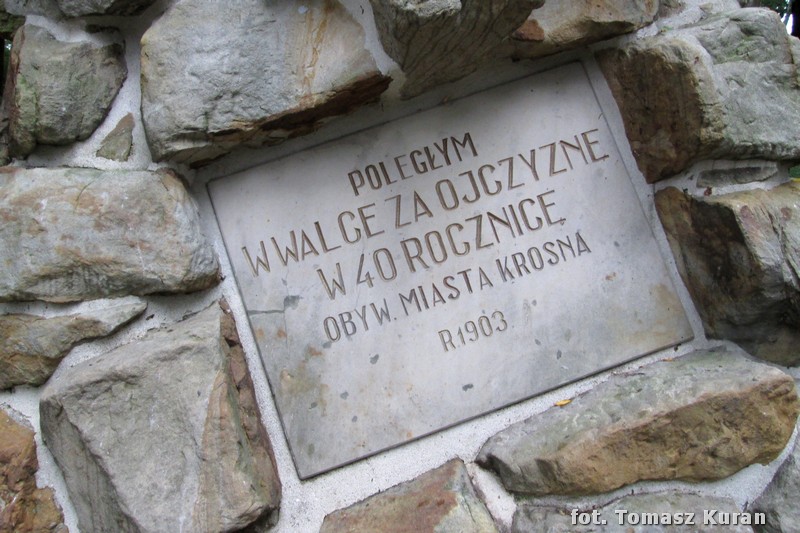 POLEGŁYM
W WALCE ZA OJCZYZNĘ
W 40 ROCZNICĘ
OBYW. MIASTA KROSNA
R.1903.
fot. Tomasz Kuran